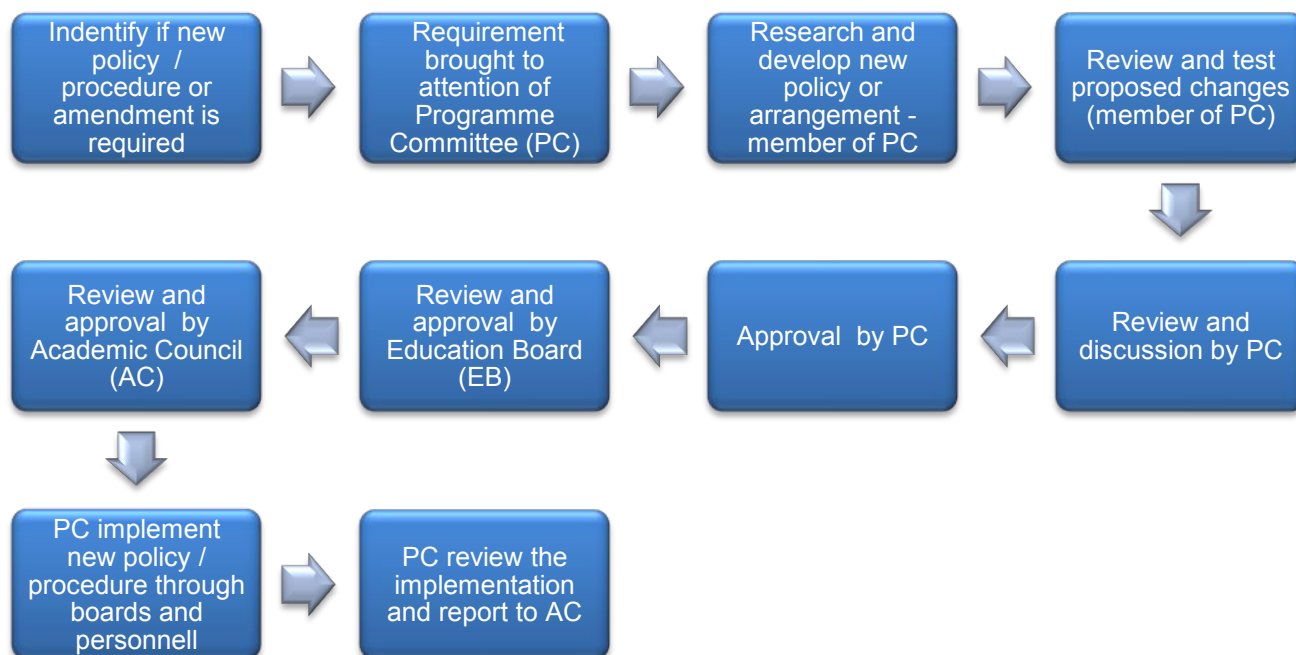 Indentify if new
policy /
procedure or
amendment is
required
Requirement
brought to
attention of
Programme
Committee (PC)
Research and
develop new
policy or
arrangement -
member of PC
Review and test
proposed changes
(member of PC)
Review and
discussion by PC
Approval by PC
Review and
approval by
Education Board
(EB)
Review and
approval by
Academic Council
(AC)
PC implement
new policy /
procedure through
boards and
personnell
PC review the
implementation
and report to AC